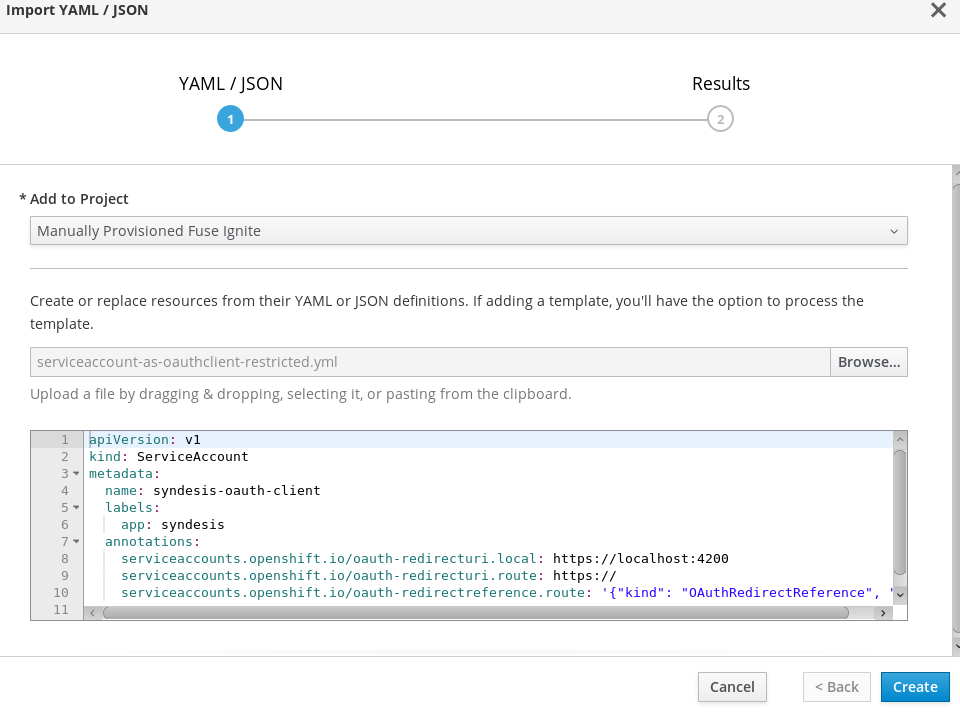 Import YAML / JSON
YAML / JSON
Results
1
2
* Add to Project
Manually Provisioned Fuse Ignite
Create or replace resources from their YAML or JSON definitions. If adding a template, you'll have the option to process the
template.
serviceaccount-as-oauthclient-restricted.yml
Browse...
Upload a file by dragging & dropping, selecting it, or pasting from the clipboard.
1 apiVersion: v1
2 kind: ServiceAccount
3 metadata:
4 name: syndesis-oauth-client
5 labels:
6 app: syndesis
7 annotations:
8 serviceaccounts.openshift.io/oauth-redirecturi.local: https://localhost:4200
9 serviceaccounts.openshift.io/oauth-redirecturi.route: https://
10 serviceaccounts.openshift.io/oauth-redirectreference.route: '{"kind": "OAuthRedirectReference", '
11
Cancel
< Back
Create